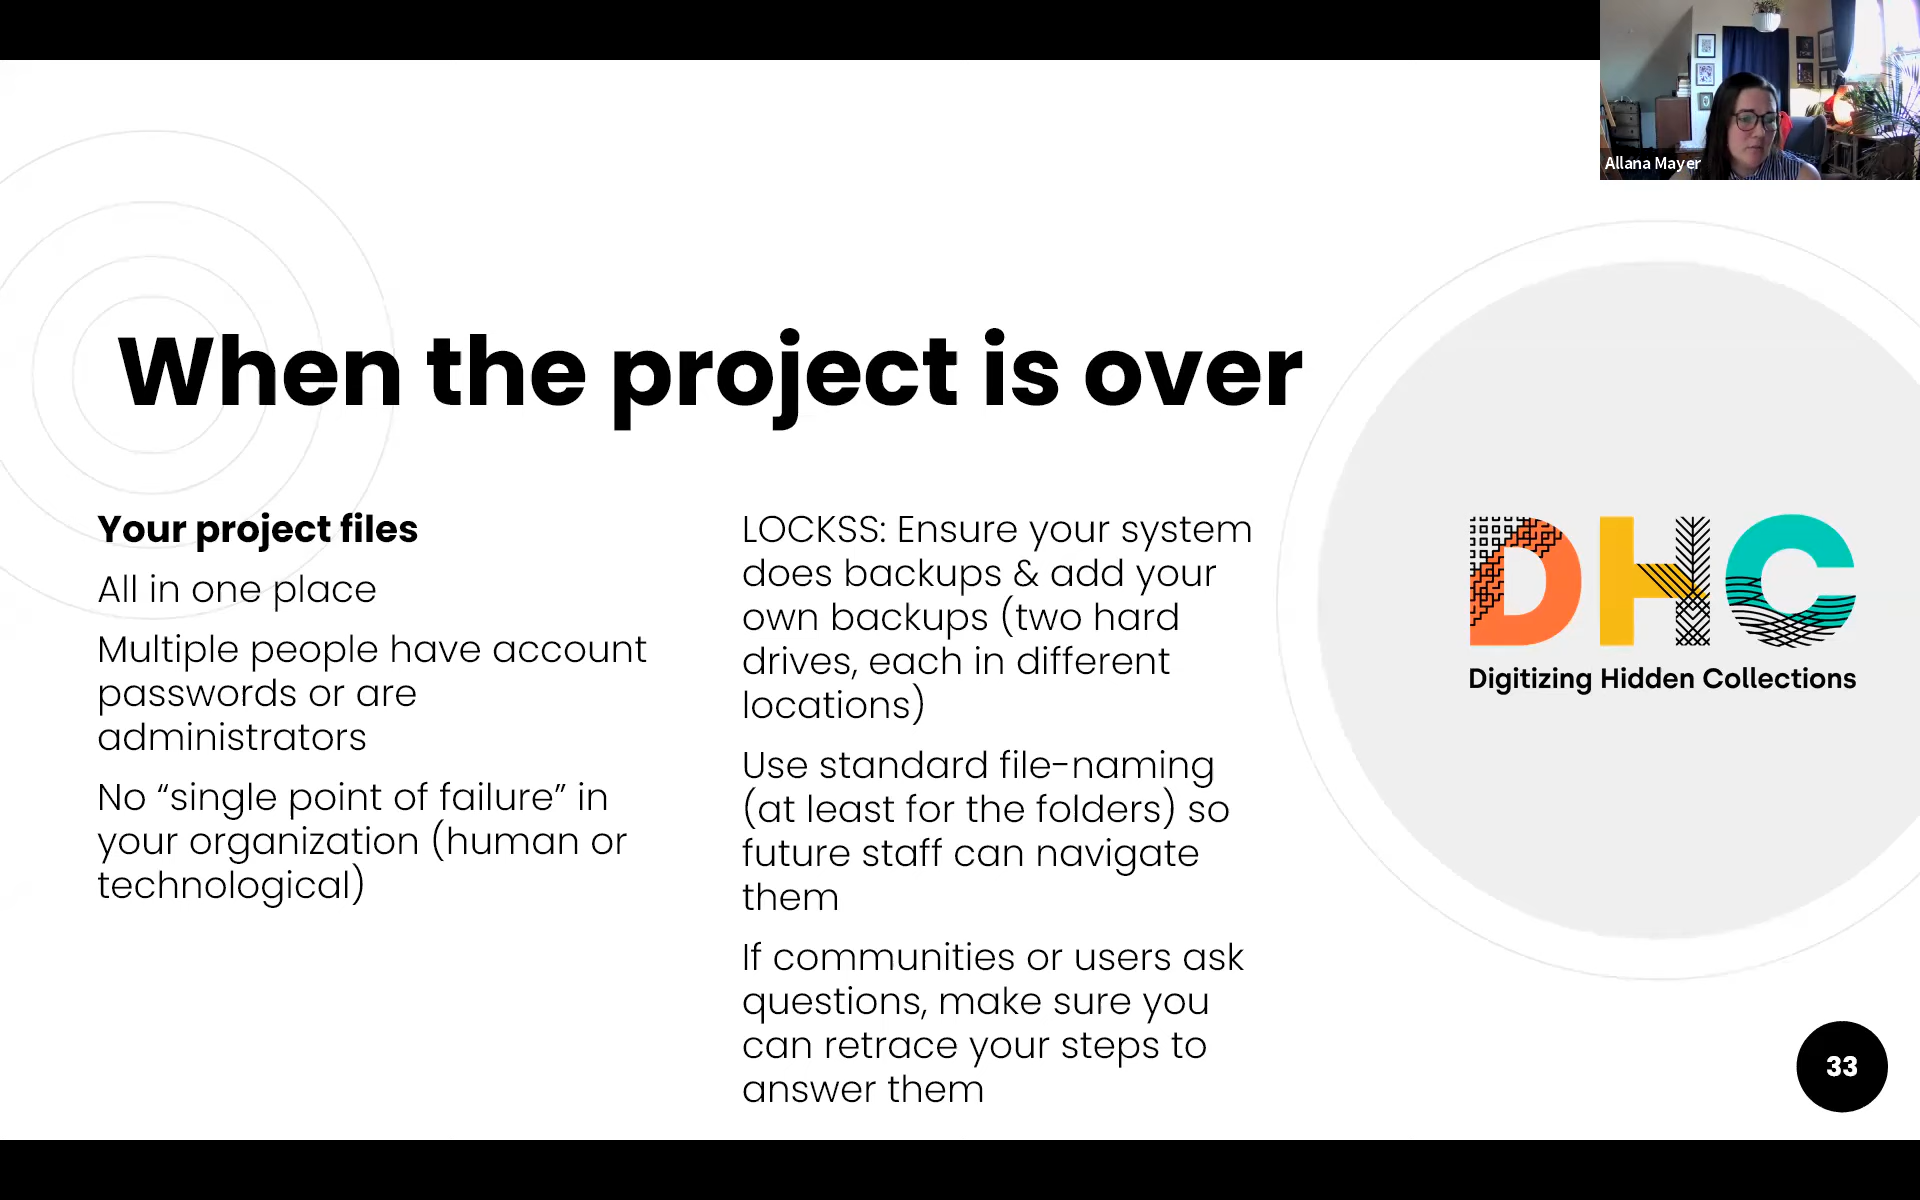 Allana Mayer
When the project is over
Your project files
All in one place
Multiple people have account
passwords or are
administrators
No “single point of failure” in
your organization (human or
technological)
LOCKSS: Ensure your system
does backups & add your
own backups (two hard
drives, each in different
locations)
Use standard file-naming
(at least for the folders) so
future staff can navigate
them
If communities or users ask
questions, make sure you
can retrace your steps to
answer them
DHC
Digitizing Hidden Collections
33